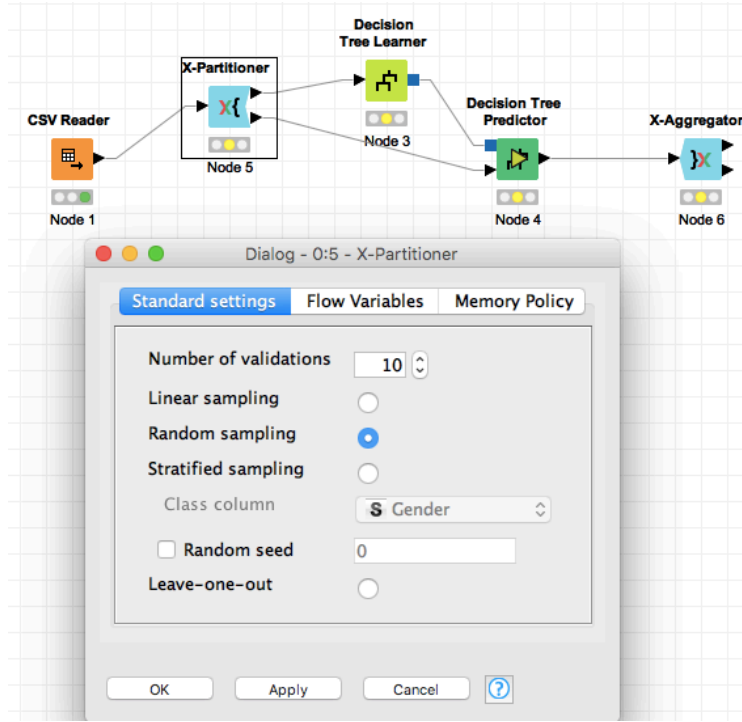 Decision
Tree Learner
X-Partitioner
Decision Tree
Predictor
CSV Reader
X-Aggregator
Node 3
Node 5
Node 1
Node 4
Node 6
Dialog - 0:5 - X-Partitioner
Standard settings
Flow Variables
Memory Policy
Number of validations
10
Linear sampling
Random sampling
Stratified sampling
Class column
S Gender
Random seed
0
Leave-one-out
OK
Apply
Cancel
?